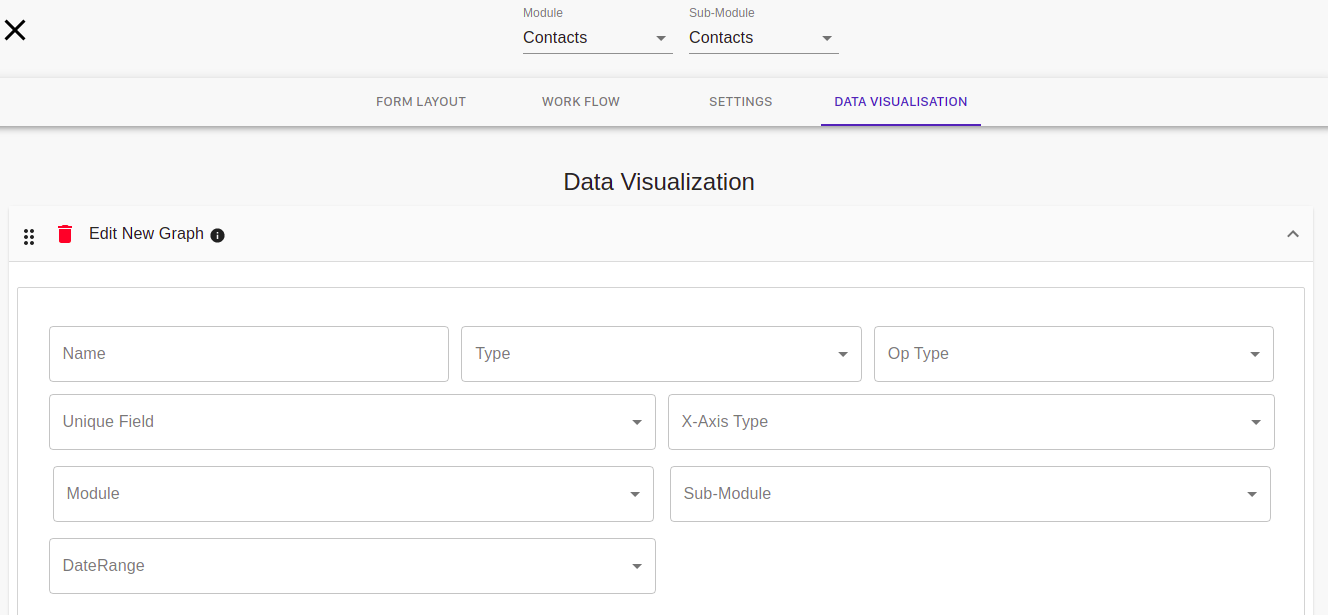 Module Sub-Module
Contacts Contacts
FORM LAYOUT WORK FLOW SETTINGS DATA VISUALISATION
Data Visualization
Edit New Graph
Name Type Op Type
Unique Field X-Axis Type
Module Sub-Module
DateRange